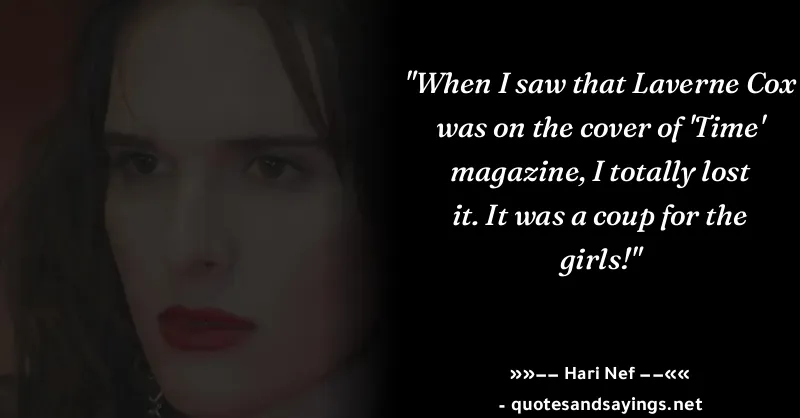 "When I saw that Laverne Cox
was on the cover of 'Time'
magazine, I totally lost
it. It was a coup for the
girls!"
»»−− Hari Nef −−««
- quotesandsayings.net